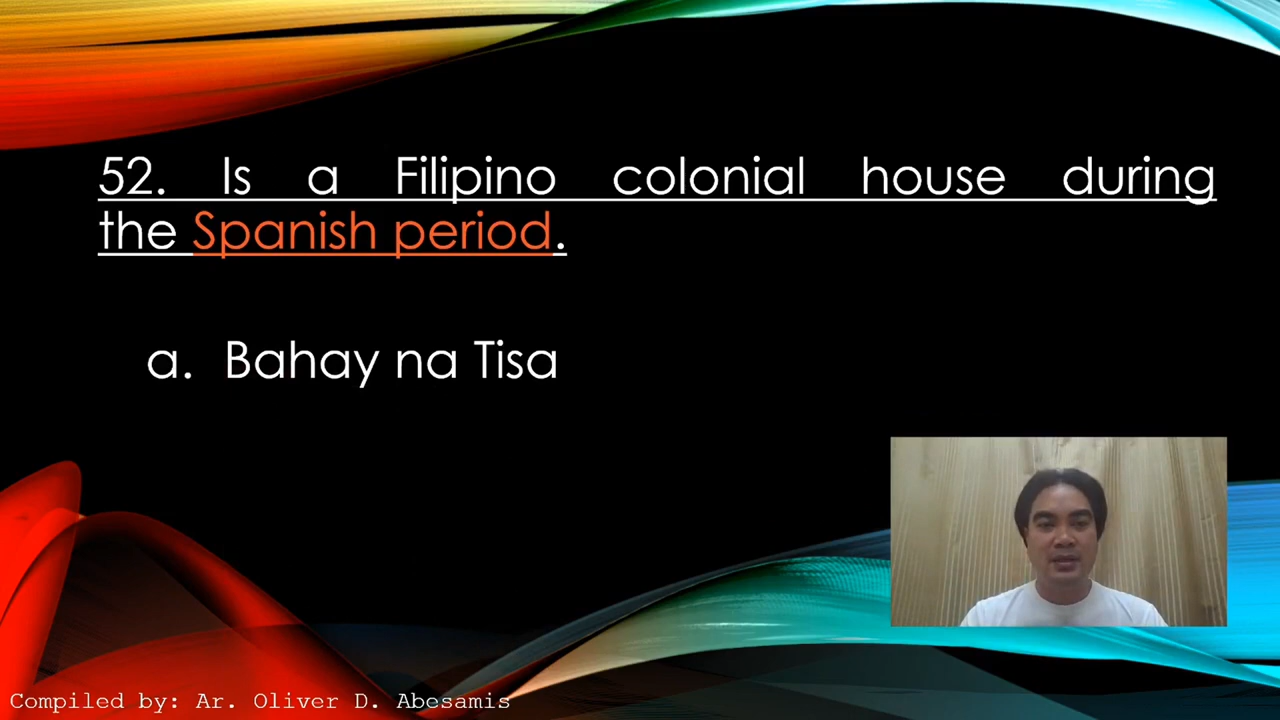 52. Is a Filipino colonial house during
the Spanish period.
a. Bahay na Tisa
Compiled by: Ar. Oliver D. Abesamis